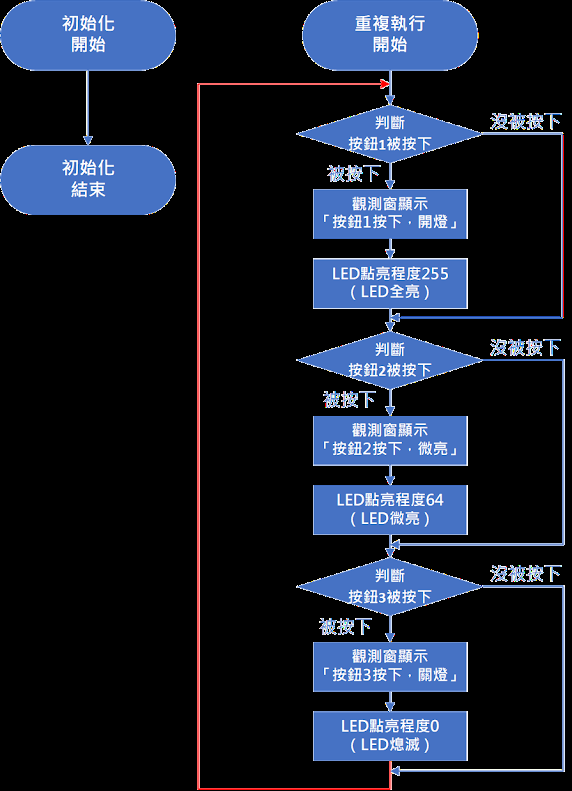 初始化
開始
初始化
結束
重複執行
開始
判斷
按鈕1被按下
沒被按下
被按下
觀測窗顯示
「按鈕1按下，開燈」
LED點亮程度255
（LED全亮）
判斷
按鈕2被按下
沒被按下
被按下
觀測窗顯示
「按鈕2按下，微亮」
LED點亮程度64
（LED微亮）
判斷
按鈕3被按下
沒被按下
被按下
觀測窗顯示
「按鈕3按下，關燈」
LED點亮程度0
（LED熄滅）